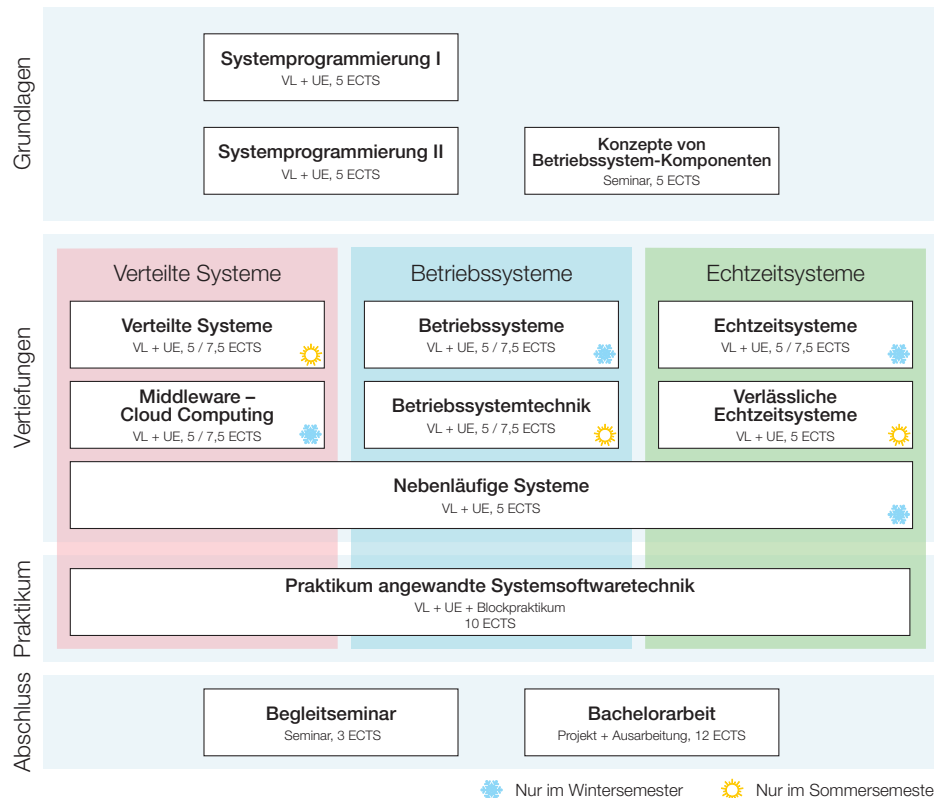 Grundlagen
Systemprogrammierung I
VL + UE, 5 ECTS
Systemprogrammierung II
VL + UE, 5 ECTS
Konzepte von
Betriebssystem-Komponenten
Seminar, 5 ECTS
Vertiefungen
Verteilte Systeme
Betriebssysteme
Echtzeitsysteme
Verteilte Systeme
VL + UE, 5 / 7,5 ECTS
Betriebssysteme
VL + UE, 5 / 7,5 ECTS
Echtzeitsysteme
VL + UE, 5 / 7,5 ECTS
Middleware –
Cloud Computing
VL + UE, 5 / 7,5 ECTS
Betriebssystemtechnik
VL + UE, 5 / 7,5 ECTS
Verlässliche
Echtzeitsysteme
VL + UE, 5 ECTS
Nebenläufige Systeme
VL + UE, 5 ECTS
Praktikum
Praktikum angewandte Systemsoftwaretechnik
VL + UE + Blockpraktikum
10 ECTS
Abschluss
Begleitseminar
Seminar, 3 ECTS
Bachelorarbeit
Projekt + Ausarbeitung, 12 ECTS
Nur im Wintersemester
Nur im Sommersemeste